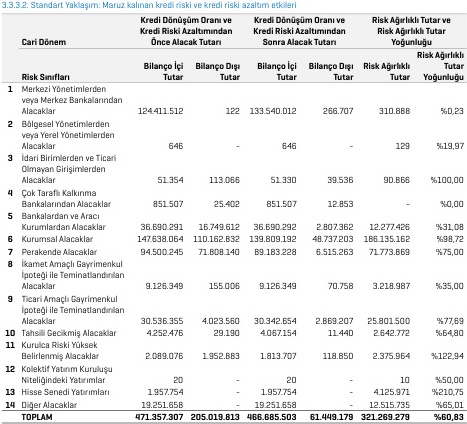 3.3.3.2. Standart Yaklaşım: Maruz kalınan kredi riski ve kredi riski azaltım etkileri
Cari Dönem
Kredi Dönüşüm Oranı ve Kredi Riski Azaltımından Önce Alacak Tutarı
Kredi Dönüşüm Oranı ve Kredi Riski Azaltımından Sonra Alacak Tutarı
Risk Ağırlıklı Tutar ve Risk Ağırlıklı Tutar Yoğunluğu
Risk Sınıfları
Bilanço İçi Tutar
Bilanço Dışı Tutar
Bilanço İçi Tutar
Bilanço Dışı Tutar
Risk Ağırlıklı Tutar
Risk Ağırlıklı Tutar Yoğunluğu
1 Merkezi Yönetimlerden
veya Merkez Bankalarından
Alacaklar 124.411.512 122 133.540.012 266.707 310.888 %0,23
2 Bölgesel Yönetimlerden
veya Yerel Yönetimlerden
Alacaklar 646 - 646 - 129 %19,97
3 İdari Birimlerden ve Ticari
Olmayan Girişimlerden
Alacaklar 51.354 113.066 51.330 39.536 90.866 %100,00
4 Çok Taraflı Kalkınma
Bankalarından Alacaklar 851.507 25.402 851.507 12.853 - %0,00
5 Bankalardan ve Aracı
Kurumlardan Alacaklar 36.690.291 16.749.612 36.690.292 2.807.362 12.277.426 %31,08
6 Kurumsal Alacaklar 147.638.064 110.162.832 139.809.192 48.737.203 186.135.162 %98,72
7 Perakende Alacaklar 94.500.245 71.808.140 89.183.228 6.515.263 71.773.869 %75,00
8 İkamet Amaçlı Gayrimenkul
İpoteği ile Teminatlandırılan
Alacaklar 9.126.349 155.006 9.126.349 70.758 3.218.987 %35,00
9 Ticari Amaçlı Gayrimenkul
İpoteği ile Teminatlandırılan
Alacaklar 30.536.355 4.023.560 30.342.654 2.869.207 25.801.500 %77,69
10 Tahsili Gecikmiş Alacaklar 4.252.476 29.190 4.067.154 11.440 2.642.772 %64,80
11 Kurulca Riski Yüksek
Belirlenmiş Alacaklar 2.089.076 1.952.883 1.813.707 118.850 2.375.964 %122,94
12 Kolektif Yatırım Kuruluşu
Niteliğindeki Yatırımlar 20 - 20 - 10 %50,00
13 Hisse Senedi Yatırımları 1.957.754 - 1.957.754 - 4.125.971 %210,75
14 Diğer Alacaklar 19.251.658 - 19.251.658 - 12.515.735 %65,01
TOPLAM 471.357.307 205.019.813 466.685.503 61.449.179 321.269.279 %60,83